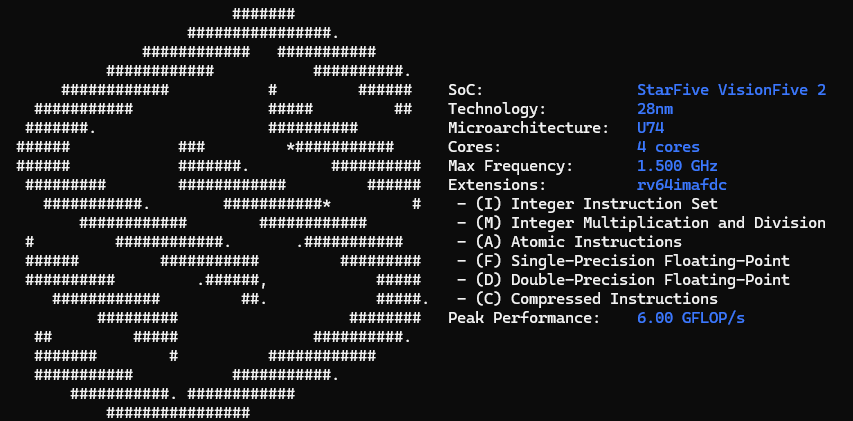 SoC: StarFive VisionFive 2
Technology: 28nm
Microarchitecture: U74
Cores: 4 cores
Max Frequency: 1.500 GHz
Extensions: rv64imafdc
- (I) Integer Instruction Set
- (M) Integer Multiplication and Division
- (A) Atomic Instructions
- (F) Single-Precision Floating-Point
- (D) Double-Precision Floating-Point
- (C) Compressed Instructions
Peak Performance: 6.00 GFLOP/s